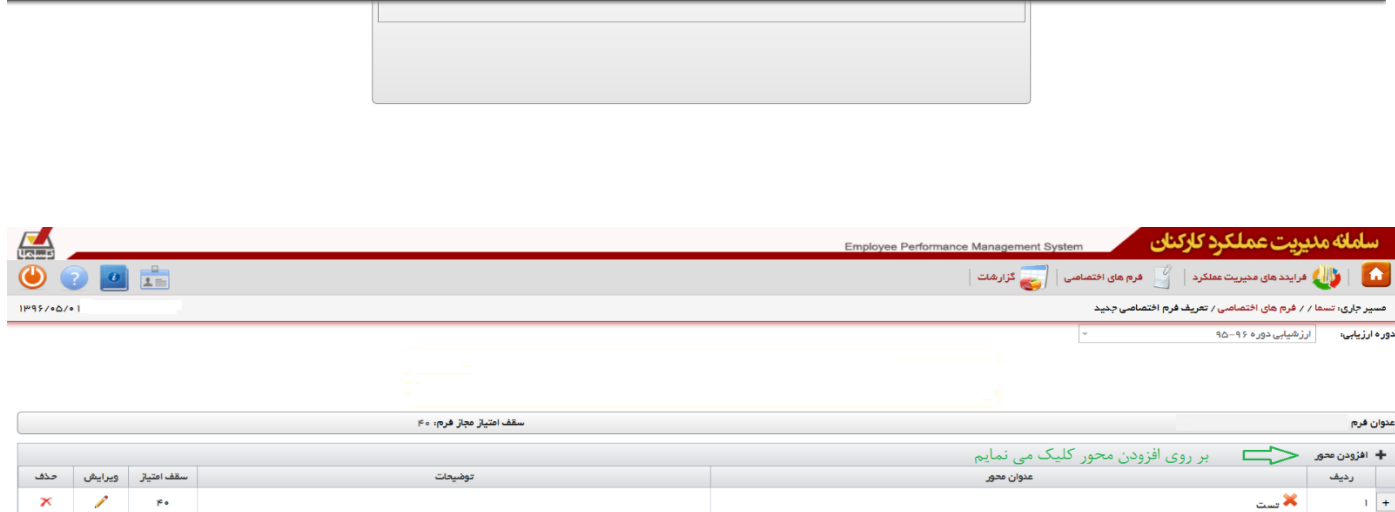 سامانه مدیریت عملکرد کارکنان Employee Performance Management System
فرایند های مدیریت عملکرد فرم های اختصاصی گزارشات
مسیر جاری: تسما / / فرم های اختصاصی / تعریف فرم اختصاصی جدید ۱۳۹۶/۰۵/۰۱
دوره ارزیابی: ارزشیابی دوره ۹۶-۹۵
عنوان فرم سقف امتیاز مجاز فرم: ۴۰
+ افزودن محور بر روی افزودن محور کلیک می نمایم
ردیف عنوان محور توضیحات سقف امتیاز ویرایش حذف
+ ۱ تست ۴۰